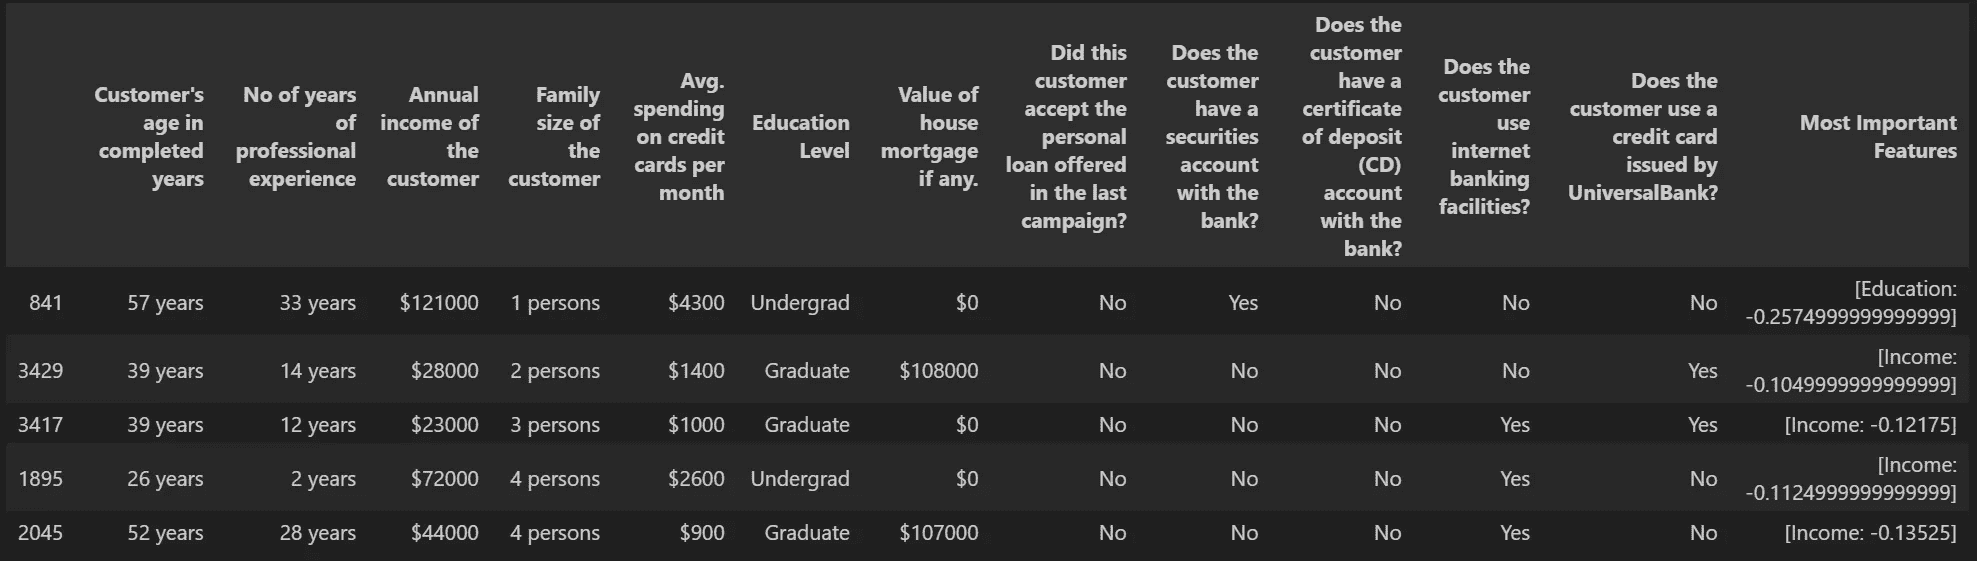 Customer's age in completed years
No of years of professional experience
Annual income of the customer
Family size of the customer
Avg. spending on credit cards per month
Education Level
Value of house mortgage if any.
Did this customer accept the personal loan offered in the last campaign?
Does the customer have a securities account with the bank?
Does the customer have a certificate of deposit (CD) account with the bank?
Does the customer use internet banking facilities?
Does the customer use a credit card issued by UniversalBank?
Most Important Features
841 57 years 33 years $121000 1 persons $4300 Undergrad $0 No Yes No No No [Education: -0.2574999999999999]
3429 39 years 14 years $28000 2 persons $1400 Graduate $108000 No No No No Yes [Income: -0.1049999999999999]
3417 39 years 12 years $23000 3 persons $1000 Graduate $0 No No No Yes Yes [Income: -0.12175]
1895 26 years 2 years $72000 4 persons $2600 Undergrad $0 No No No Yes No [Income: -0.1124999999999999]
2045 52 years 28 years $44000 4 persons $900 Graduate $107000 No No No Yes No [Income: -0.13525]